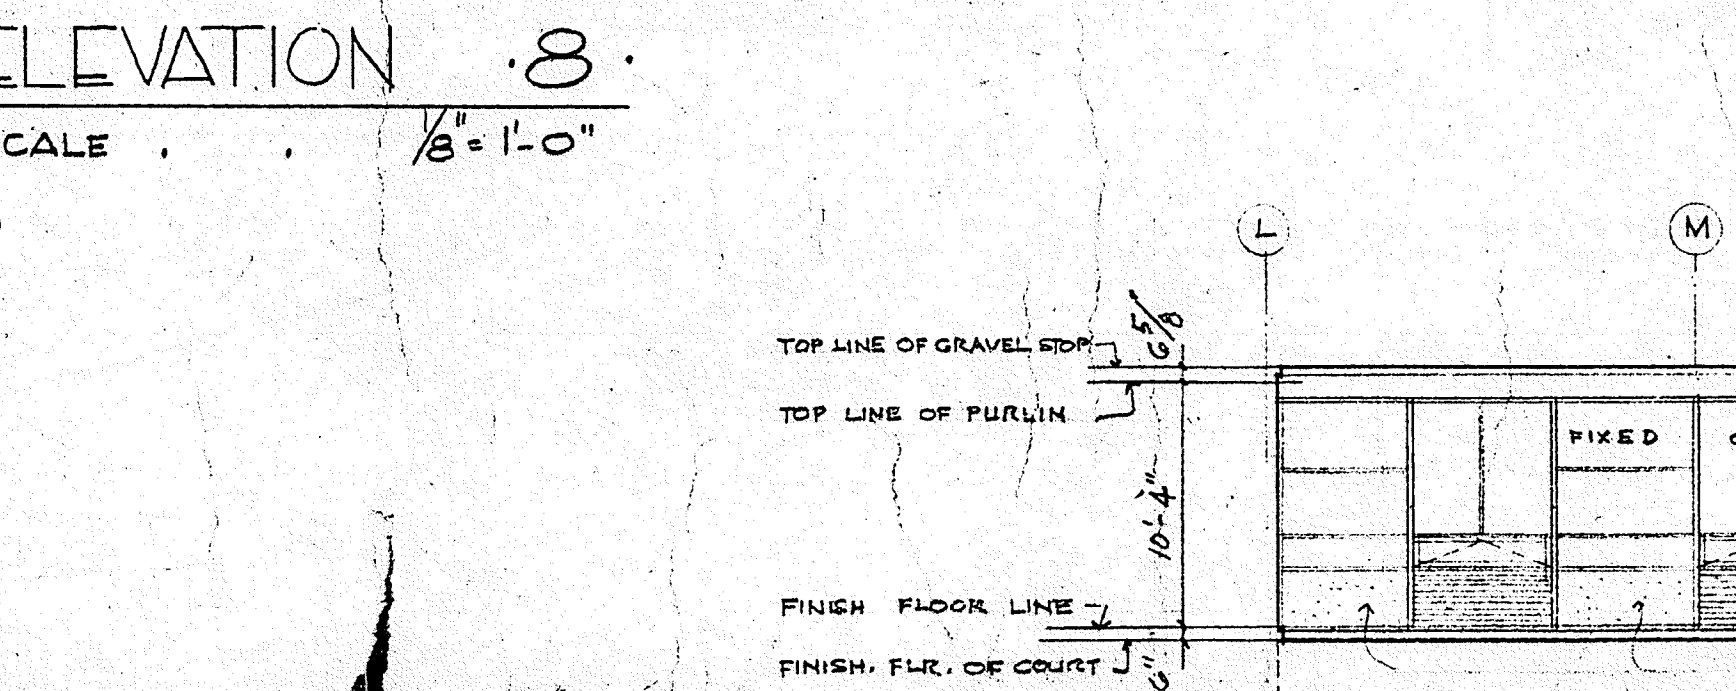 ELEVATION ·8·
SCALE . . 1/8" = 1'-0"
L
M
6 5/8"
TOP LINE OF GRAVEL STOP
TOP LINE OF PURLIN
FIXED
10'-4"
FINISH FLOOR LINE
FINISH. FLR. OF COURT
6"